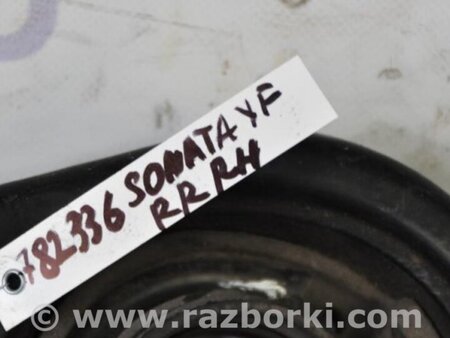 782336 SONATA YF
RR RH
www.razborki.com